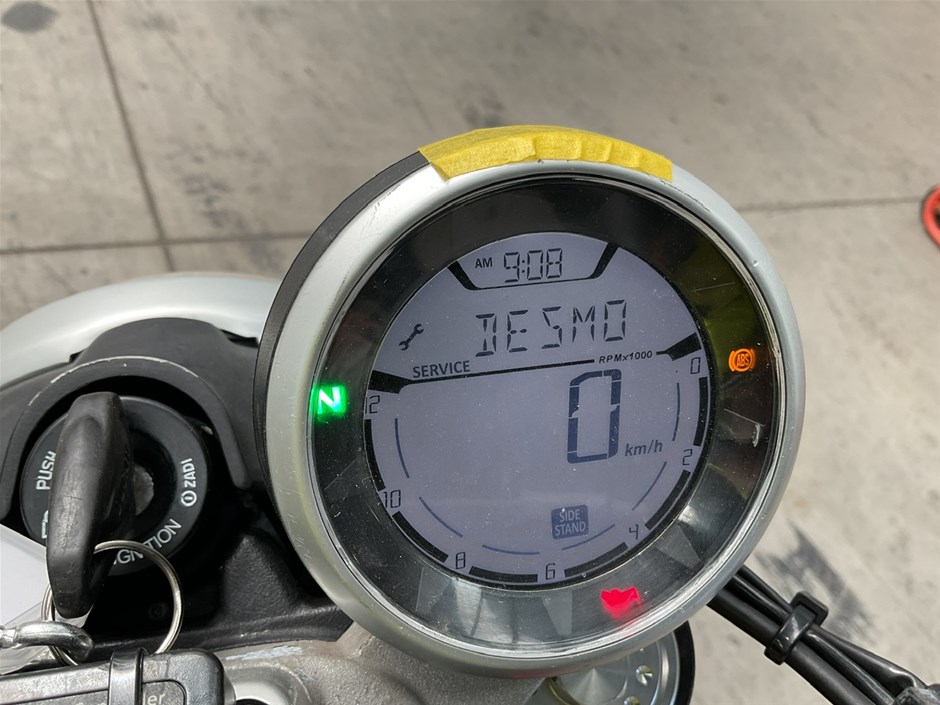 AM 9:08
DESMO
SERVICE
RPMx1000
0
2
4
6
8
10
12
0 km/h
SIDE
STAND
N
ABS
PUSH
IGNITION
ZADI